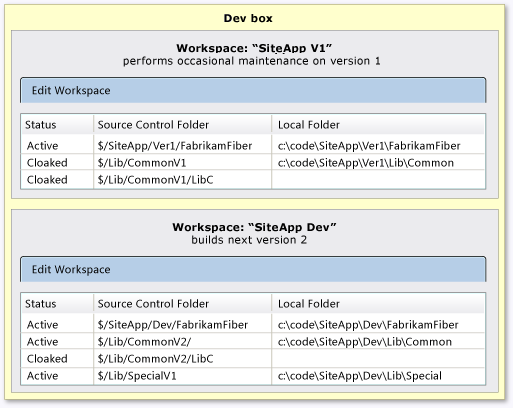 Dev box
Workspace: “SiteApp V1”
performs occasional maintenance on version 1
Edit Workspace
Status Source Control Folder Local Folder
Active $/SiteApp/Ver1/FabrikamFiber c:\code\SiteApp\Ver1\FabrikamFiber
Cloaked $/Lib/CommonV1 c:\code\SiteApp\Ver1\Lib\Common
Cloaked $/Lib/CommonV1/LibC
Workspace: “SiteApp Dev”
builds next version 2
Edit Workspace
Status Source Control Folder Local Folder
Active $/SiteApp/Dev/FabrikamFiber c:\code\SiteApp\Dev\FabrikamFiber
Active $/Lib/CommonV2/ c:\code\SiteApp\Dev\Lib\Common
Cloaked $/Lib/CommonV2/LibC
Active $/Lib/SpecialV1 c:\code\SiteApp\Dev\Lib\Special